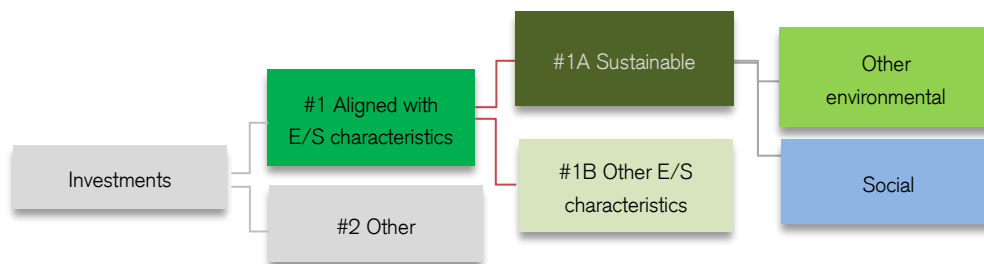 Investments
#1 Aligned with
E/S characteristics
#2 Other
#1A Sustainable
#1B Other E/S
characteristics
Other
environmental
Social